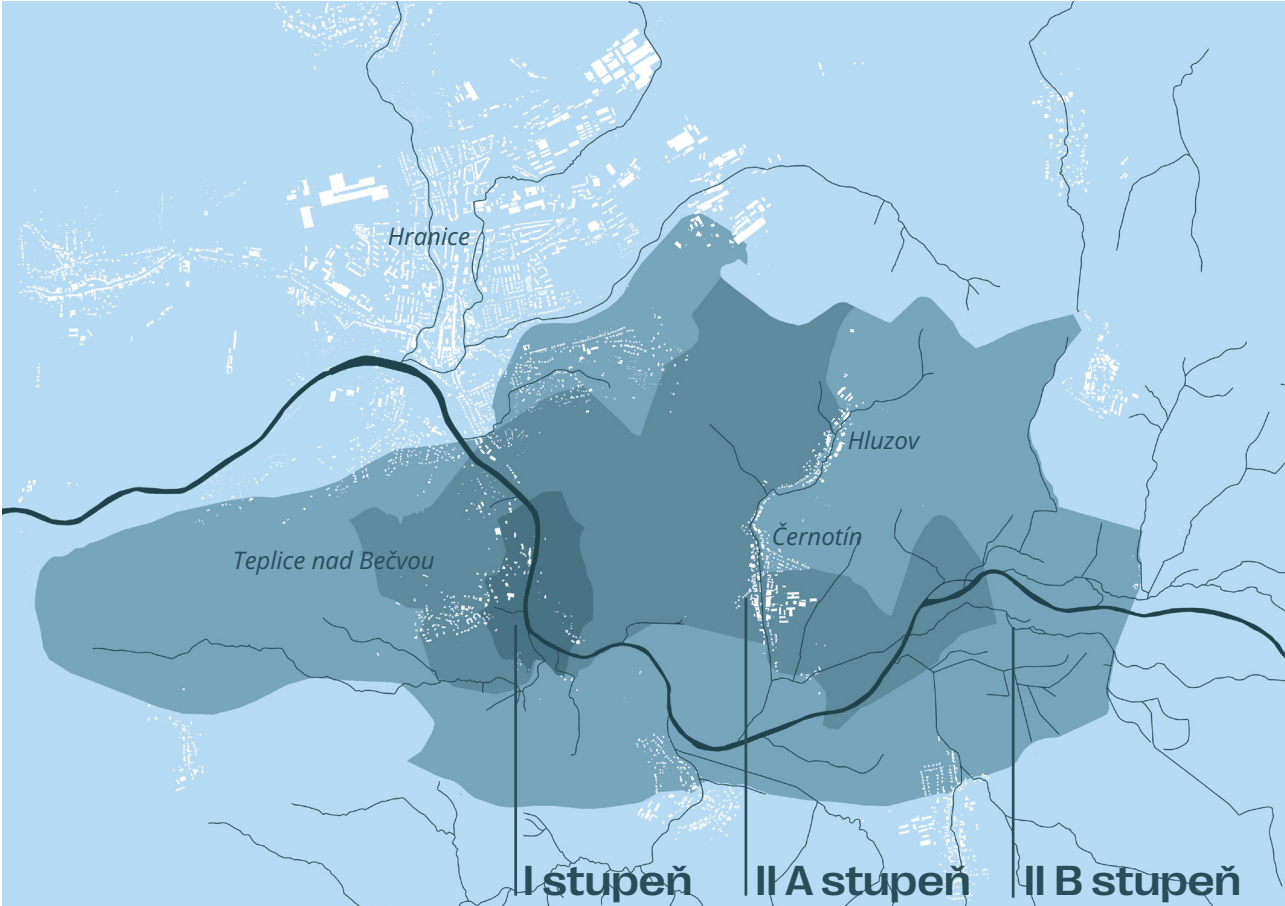 Hranice
Hluzov
Černotín
Teplice nad Bečvou
I stupeň
II A stupeň
II B stupeň